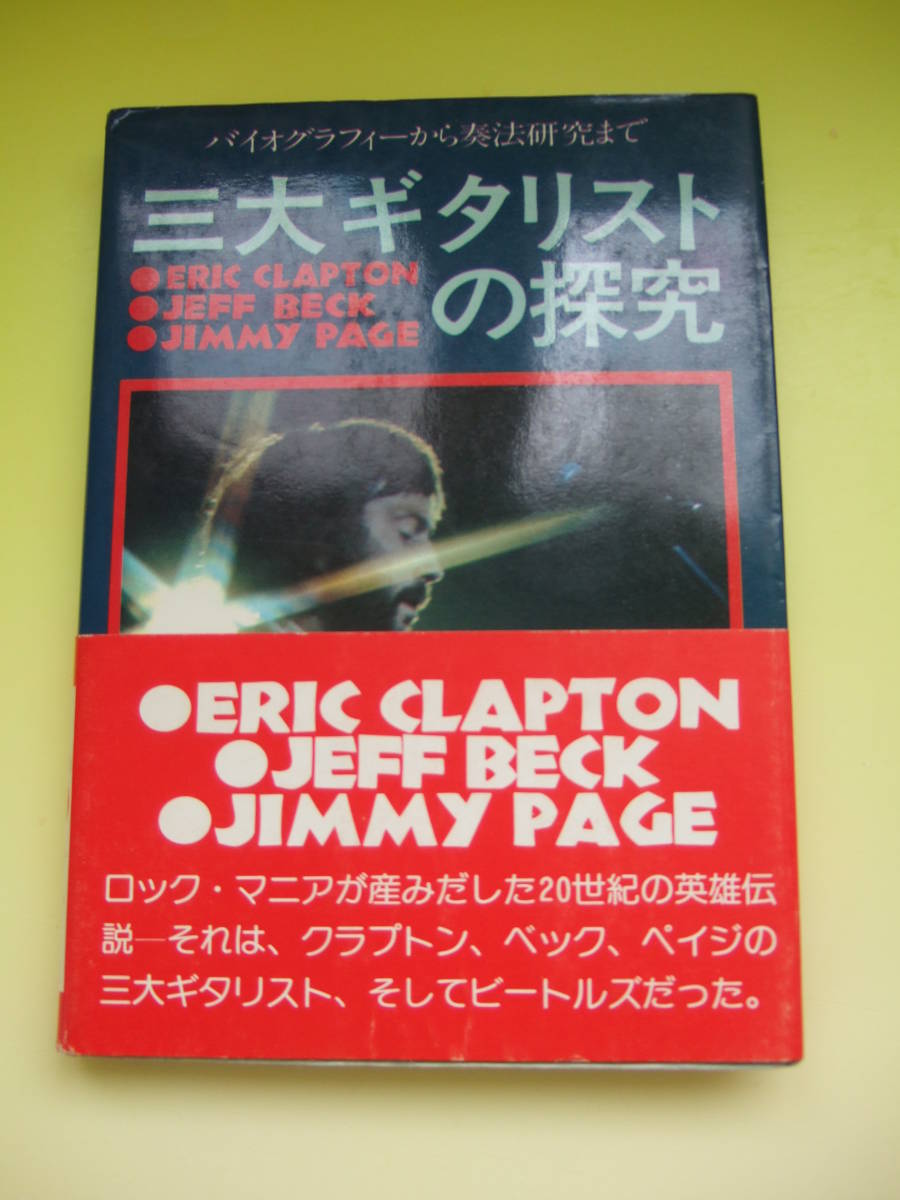 バイオグラフィーから奏法研究まで
三大ギタリスト
の探究
●ERIC CLAPTON
●JEFF BECK
●JIMMY PAGE
●ERIC CLAPTON
●JEFF BECK
●JIMMY PAGE
ロック・マニアが産みだした20世紀の英雄伝
説―それは、クラプトン、ベック、ペイジの
三大ギタリスト、そしてビートルズだった。